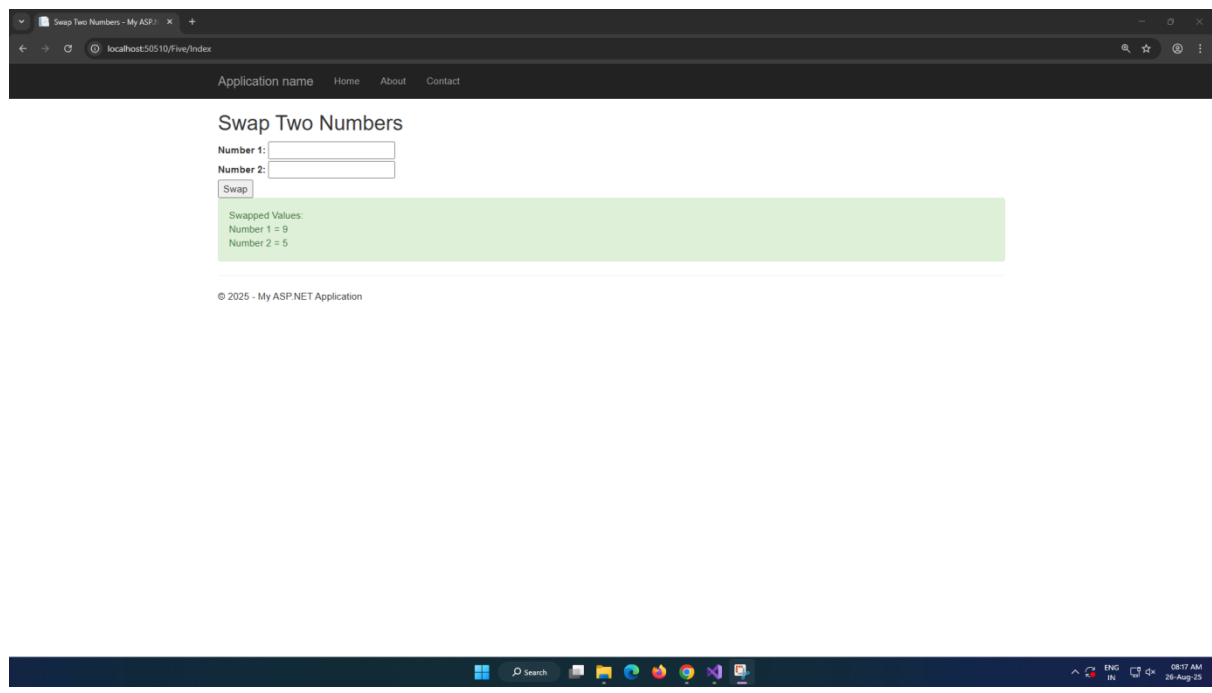 Swap Two Numbers - My ASP.N
localhost:50510/Five/Index
Application name Home About Contact
Swap Two Numbers
Number 1:
Number 2:
Swap
Swapped Values:
Number 1 = 9
Number 2 = 5
© 2025 - My ASP.NET Application
Search
ENG
IN
08:17 AM
26-Aug-25